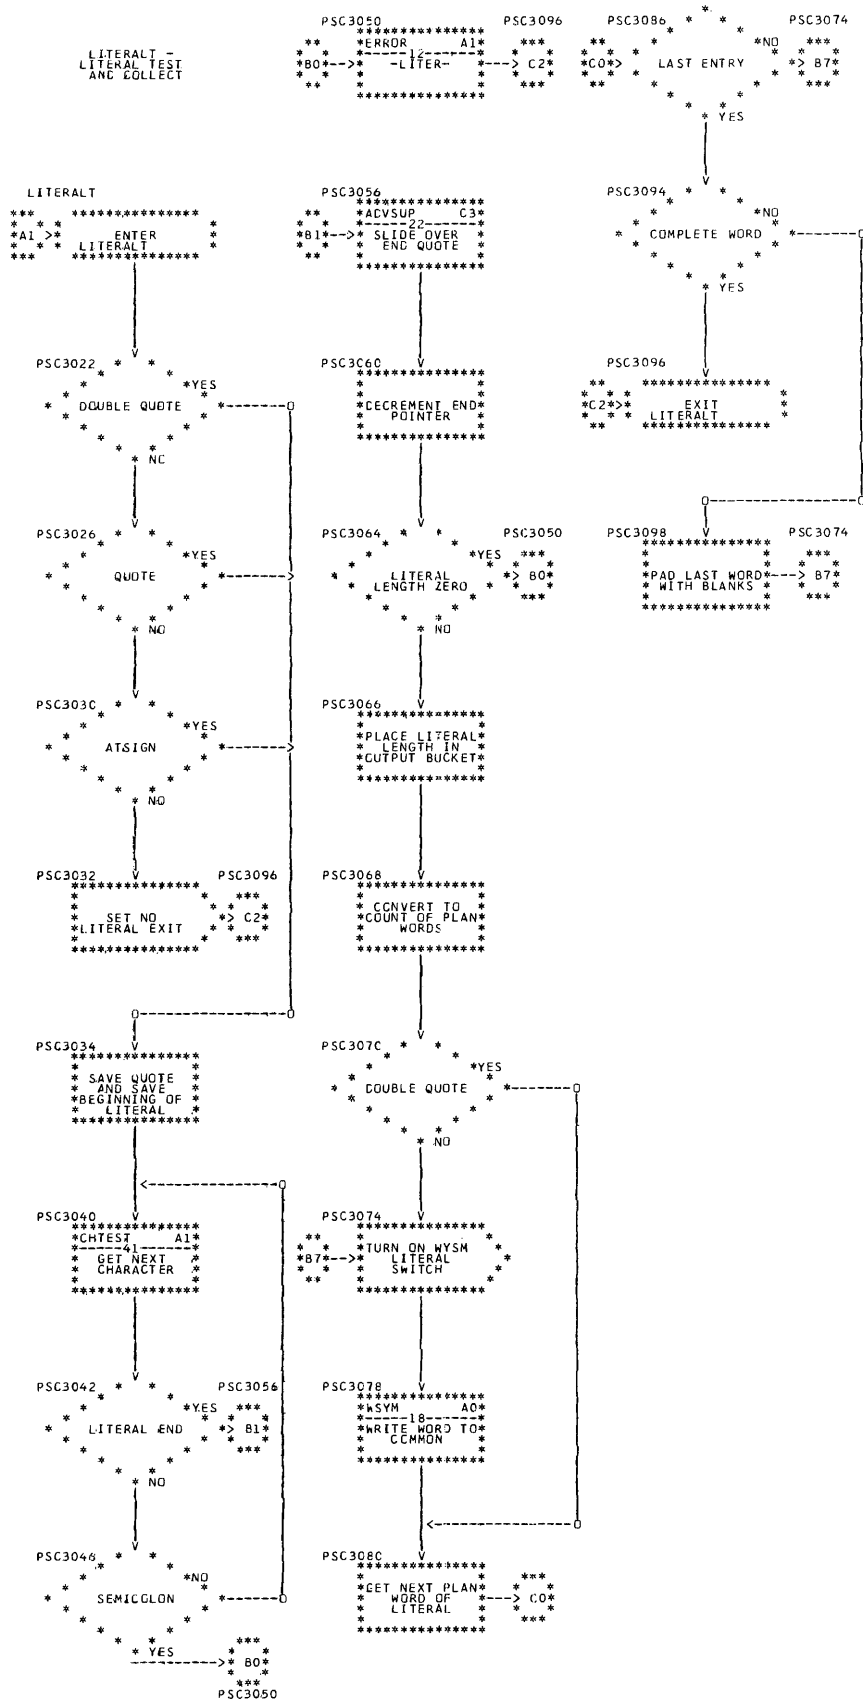 LITERALT -
LITERAL TEST
AND COLLECT
LITERALT
A1
ENTER
LITERALT
PSC3022
DOUBLE QUOTE
YES
NO
PSC3026
QUOTE
YES
NO
PSC3030
ATSIGN
YES
NO
PSC3032
SET NO
LITERAL EXIT
PSC3096
C2
PSC3034
SAVE QUOTE
AND SAVE
BEGINNING OF
LITERAL
PSC3040
CHTEST A1
41
GET NEXT
CHARACTER
PSC3042
LITERAL END
YES
NO
PSC3056
B1
PSC3046
SEMICOLON
NO
YES
B0
PSC3050
PSC3050
B0
ERROR A1
12
-LITER-
PSC3096
C2
PSC3056
B1
ADVSUP C3
22
SLIDE OVER
END QUOTE
PSC3060
DECREMENT END
POINTER
PSC3064
LITERAL
LENGTH ZERO
YES
NO
PSC3050
B0
PSC3066
PLACE LITERAL
LENGTH IN
OUTPUT BUCKET
PSC3068
CONVERT TO
COUNT OF PLAN
WORDS
PSC3070
DOUBLE QUOTE
YES
NO
PSC3074
B7
TURN ON WYSM
LITERAL
SWITCH
PSC3078
WSYM A0
18
WRITE WORD TO
COMMON
PSC3080
GET NEXT PLAN
WORD OF
LITERAL
C0
PSC3086
C0
LAST ENTRY
NO
YES
PSC3074
B7
PSC3094
COMPLETE WORD
NO
YES
PSC3096
C2
EXIT
LITERALT
PSC3098
PAD LAST WORD
WITH BLANKS
PSC3074
B7